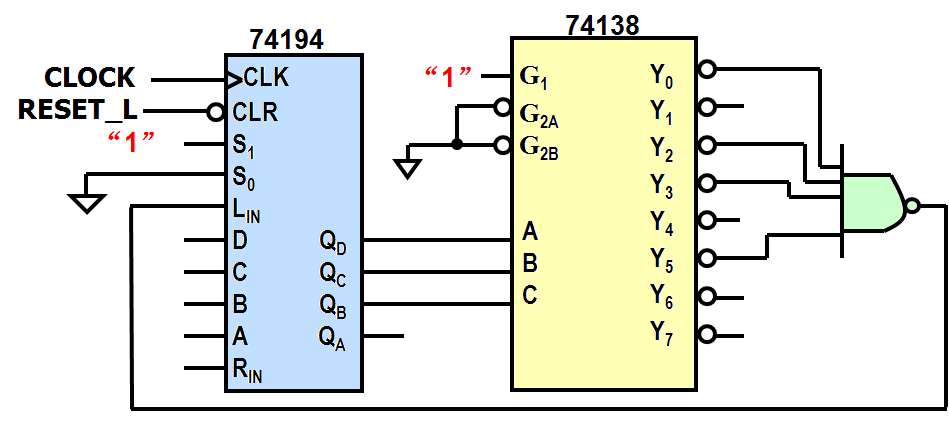 74194
74138
CLOCK
RESET_L
“1”
CLK
CLR
S1
S0
LIN
D
C
B
A
RIN
QD
QC
QB
QA
“1”
G1
G2A
G2B
A
B
C
Y0
Y1
Y2
Y3
Y4
Y5
Y6
Y7